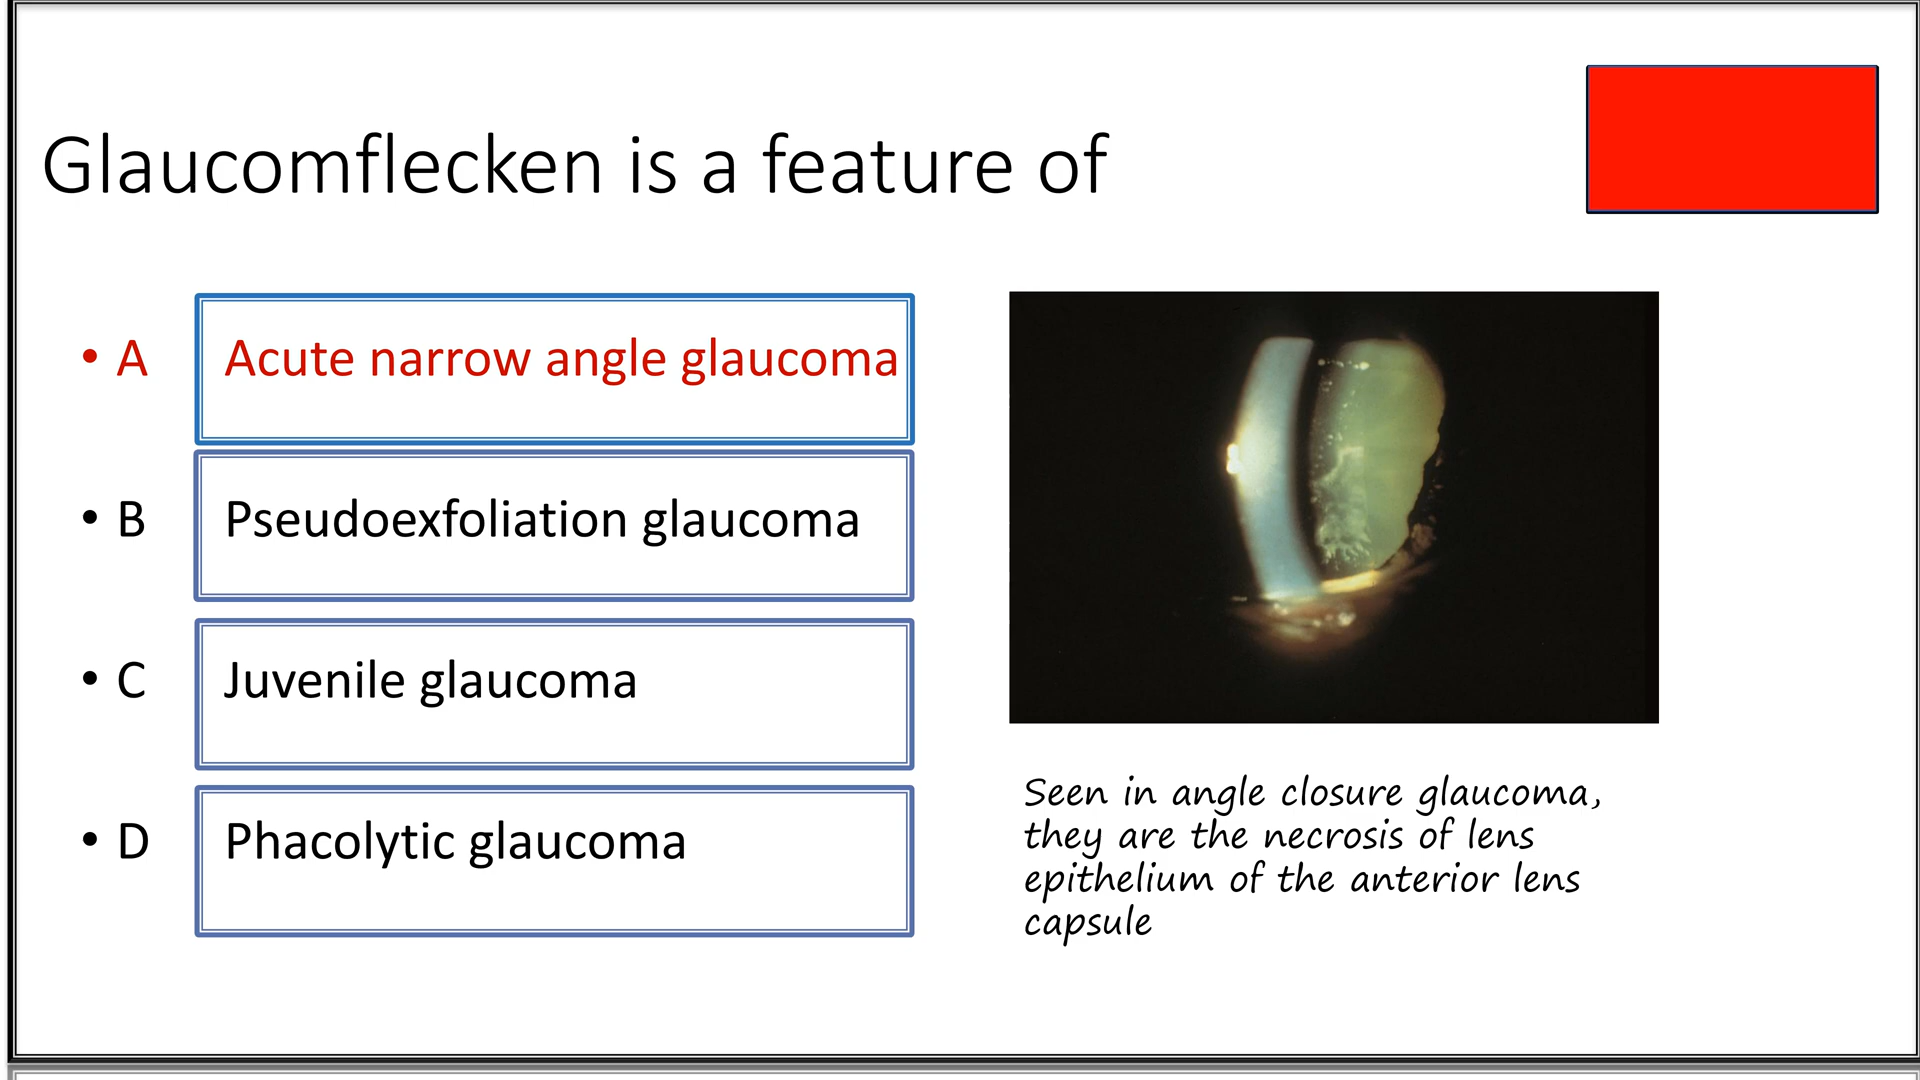 Glaucomflecken is a feature of
• A Acute narrow angle glaucoma
• B Pseudoexfoliation glaucoma
• C Juvenile glaucoma
• D Phacolytic glaucoma
Seen in angle closure glaucoma,
they are the necrosis of lens
epithelium of the anterior lens
capsule